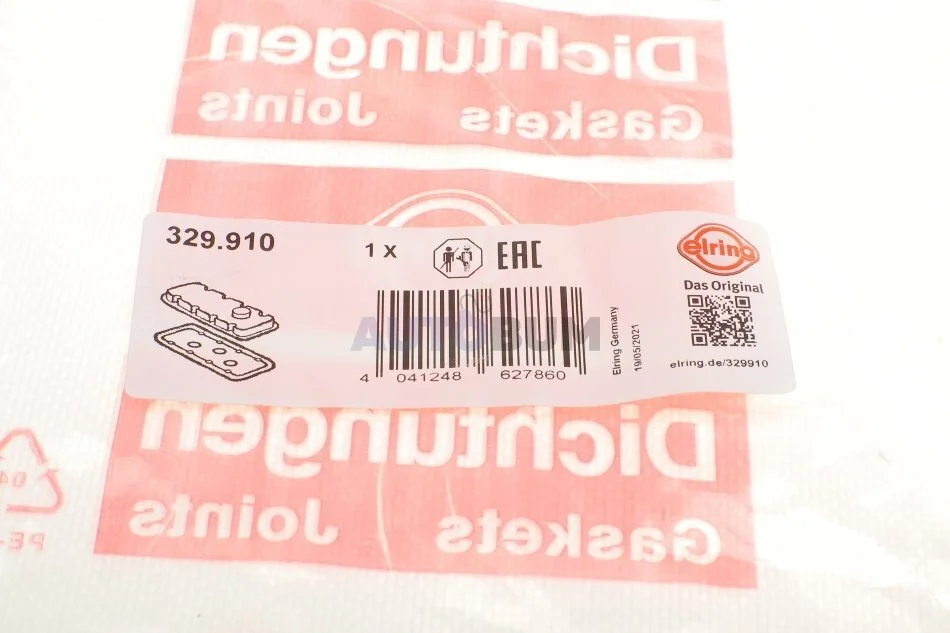 Dichtungen
Gaskets Joints
329.910
1 X
EAC
elring
Das Original
AUTOBUM
4 041248 627860
Elring Germany
19/05/2021
elring.de/329910
Dichtungen
Gaskets Joints
04
PE-